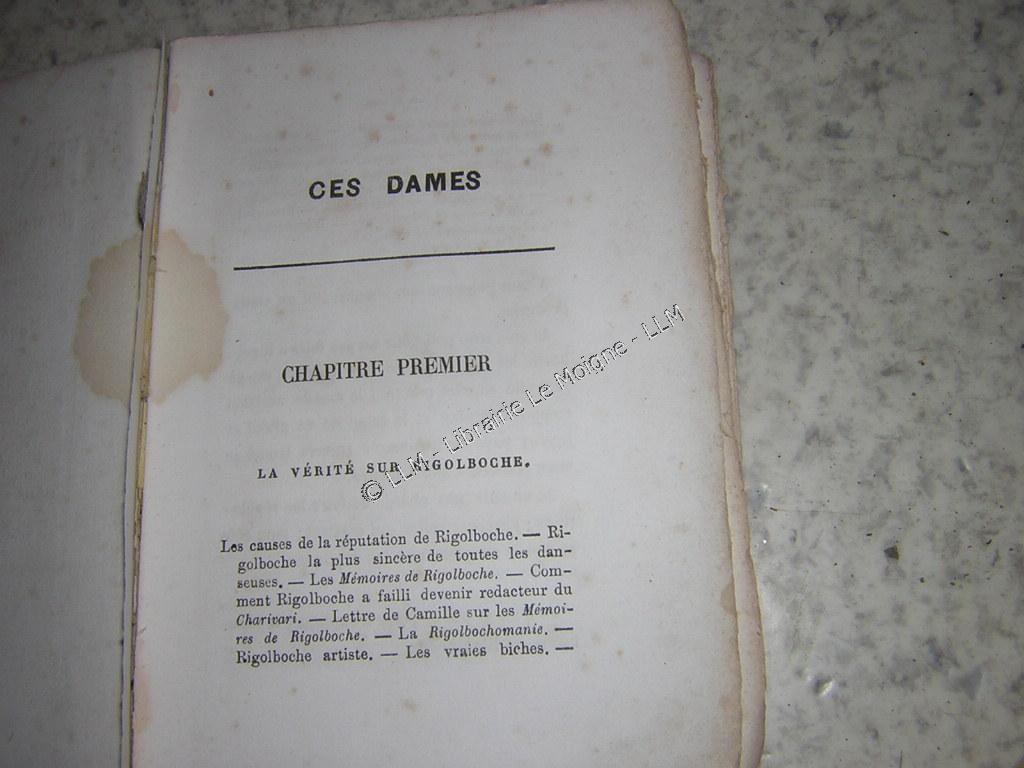 CES DAMES
CHAPITRE PREMIER
LA VÉRITÉ SUR RIGOLBOCHE.
Les causes de la réputation de Rigolboche. — Ri-
golboche la plus sincère de toutes les dan-
seuses. — Les Mémoires de Rigolboche. — Com-
ment Rigolboche a failli devenir redacteur du
Charivari. — Lettre de Camille sur les Mémoi-
res de Rigolboche. — La Rigolbochomanie. —
Rigolboche artiste. — Les vraies biches. —
© LLM - Librairie Le Moigne - LLM